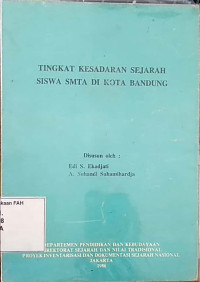 TINGKAT KESADARAN SEJARAH
SISWA SMTA DI KOTA BANDUNG
Disusun oleh :
Edi S. Ekadjati
A. Sobana Hardjasaputra
DEPARTEMEN PENDIDIKAN DAN KEBUDAYAAN
DIREKTORAT SEJARAH DAN NILAI TRADISIONAL
PROYEK INVENTARISASI DAN DOKUMENTASI SEJARAH NASIONAL
JAKARTA